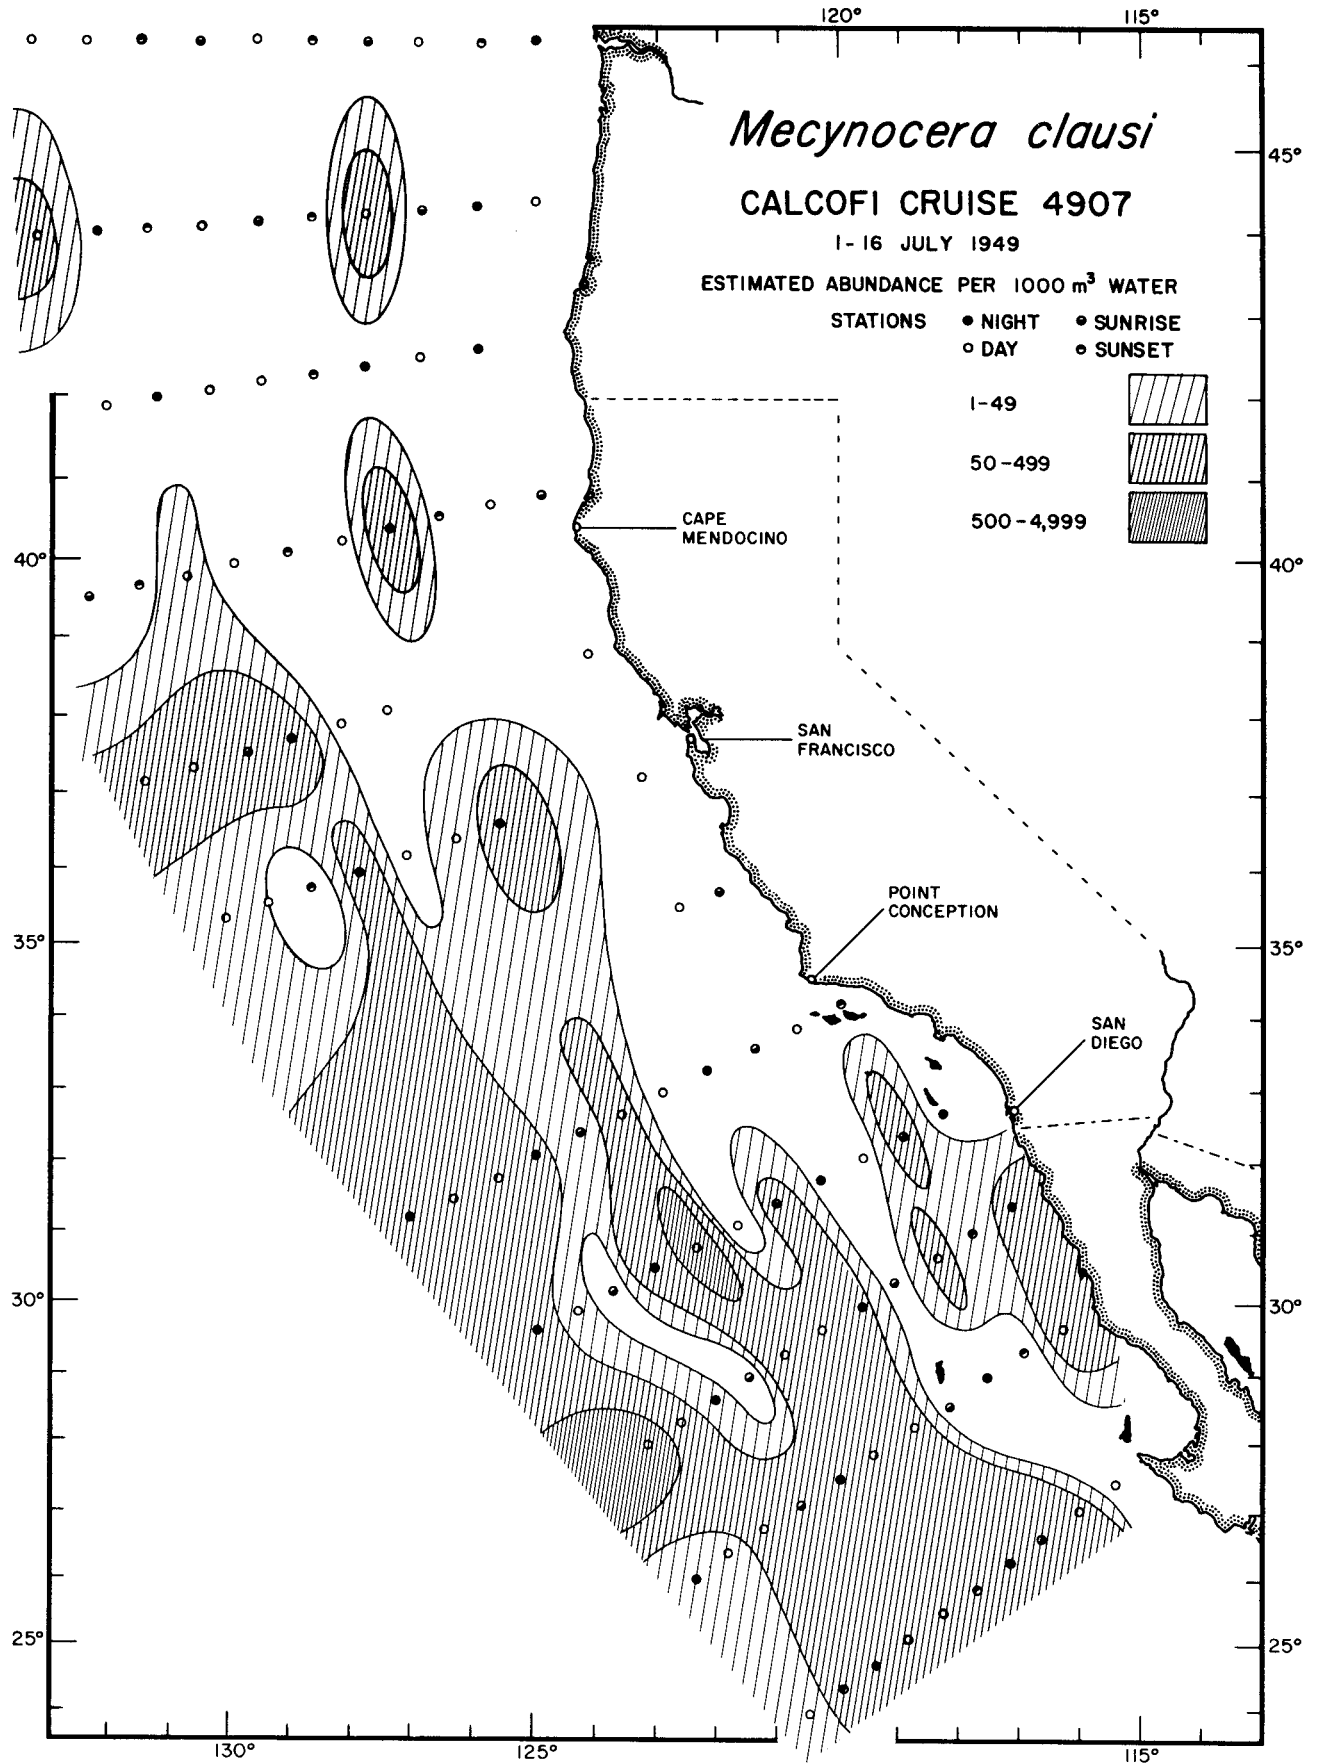 120° 115°
Mecynocera clausi
45°
CALCOFI CRUISE 4907
1-16 JULY 1949
ESTIMATED ABUNDANCE PER 1000 m³ WATER
STATIONS NIGHT SUNRISE
DAY SUNSET
1-49
50-499
500-4,999
CAPE
MENDOCINO
40° 40°
SAN
FRANCISCO
POINT
CONCEPTION
35° 35°
SAN
DIEGO
30° 30°
25° 25°
130° 125° 115°